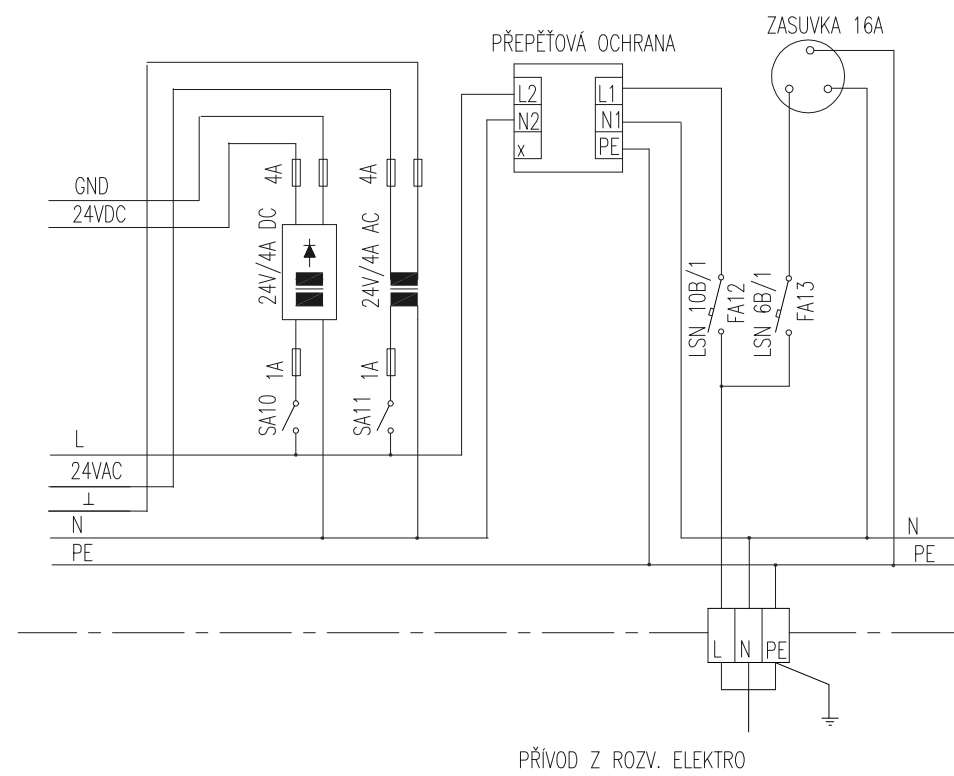 ZASUVKA 16A
PŘEPĚŤOVÁ OCHRANA
L2
L1
N2
N1
x
PE
4A
4A
GND
24VDC
24V/4A DC
24V/4A AC
LSN 10B/1
FA12
LSN 6B/1
FA13
1A
1A
SA10
SA11
L
24VAC
⊥
N
PE
N
PE
L N PE
PŘÍVOD Z ROZV. ELEKTRO